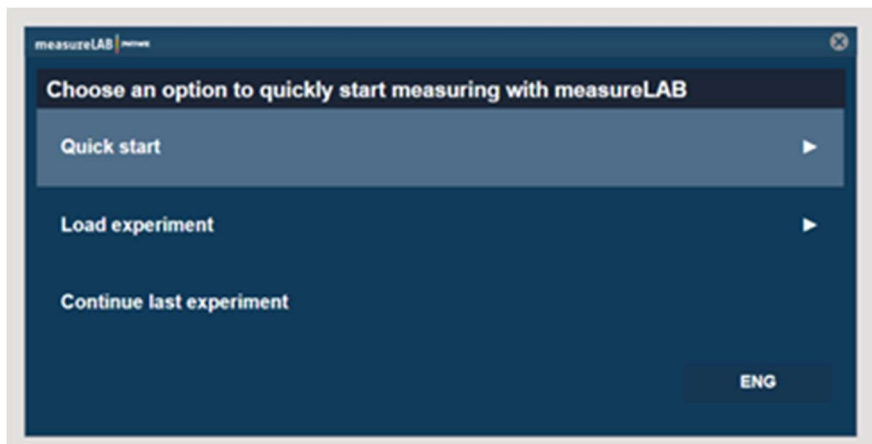 measureLAB
Choose an option to quickly start measuring with measureLAB
Quick start
Load experiment
Continue last experiment
ENG